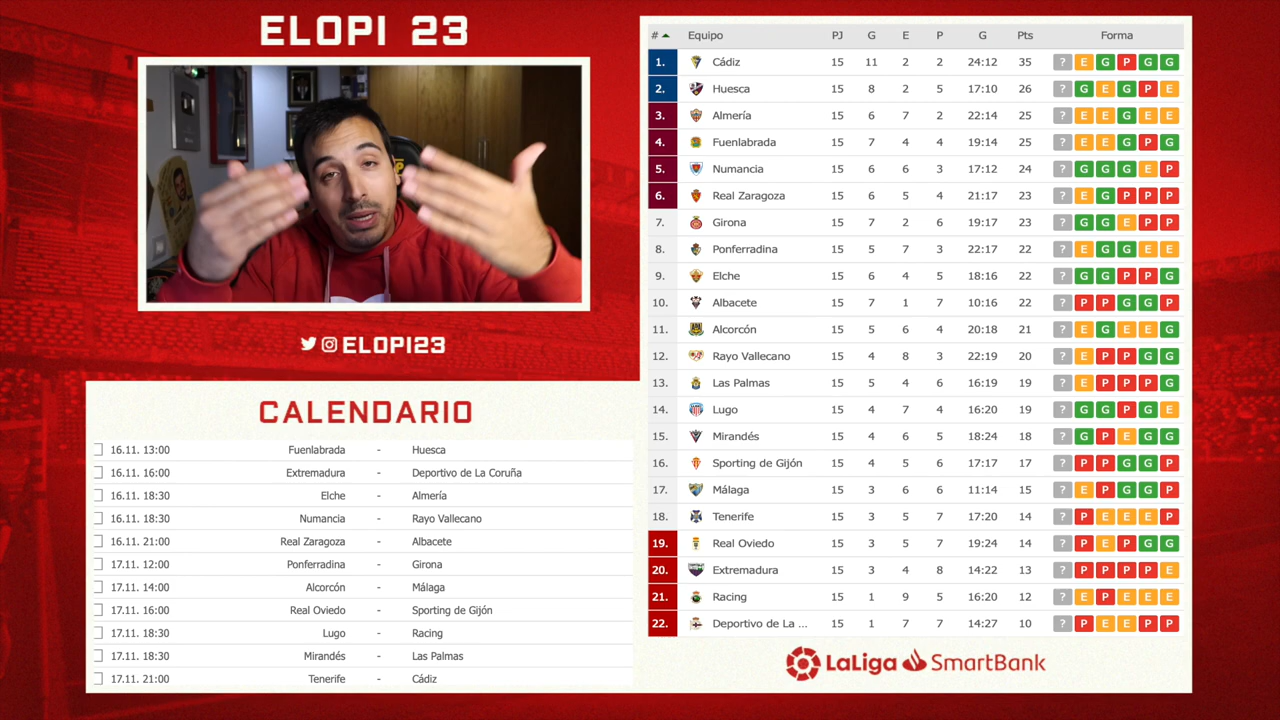 ELOPI 23
ELOPI23
CALENDARIO
16.11. 13:00 Fuenlabrada - Huesca
16.11. 16:00 Extremadura - Deportivo de La Coruña
16.11. 18:30 Elche - Almería
16.11. 18:30 Numancia - Rayo Vallecano
16.11. 21:00 Real Zaragoza - Albacete
17.11. 12:00 Ponferradina - Girona
17.11. 14:00 Alcorcón - Málaga
17.11. 16:00 Real Oviedo - Sporting de Gijón
17.11. 18:30 Lugo - Racing
17.11. 18:30 Mirandés - Las Palmas
17.11. 21:00 Tenerife - Cádiz
# Equipo PJ G E P G Pts Forma
1. Cádiz 15 11 2 2 24:12 35 ? E G P G G
2. Huesca 15 8 2 5 17:10 26 ? G E G P E
3. Almería 15 6 7 2 22:14 25 ? E E G E E
4. Fuenlabrada 15 7 4 4 19:14 25 ? E E G P G
5. Numancia 15 6 6 3 17:12 24 ? G G G E P
6. Real Zaragoza 15 6 5 4 21:17 23 ? E G P P P
7. Girona 15 7 2 6 19:17 23 ? G G E P P
8. Ponferradina 15 5 7 3 22:17 22 ? E G G E E
9. Elche 15 6 4 5 18:16 22 ? G G P P G
10. Albacete 15 7 1 7 10:16 22 ? P P G G P
11. Alcorcón 15 5 6 4 20:18 21 ? E G E E G
12. Rayo Vallecano 15 4 8 3 22:19 20 ? E P P G G
13. Las Palmas 15 5 4 6 16:19 19 ? E P P P G
14. Lugo 15 4 7 4 16:20 19 ? G G P G E
15. Mirandés 15 4 6 5 18:24 18 ? G P E G G
16. Sporting de Gijón 15 4 5 6 17:17 17 ? P P G G P
17. Málaga 15 3 6 6 11:14 15 ? E P G G P
18. Tenerife 15 3 5 7 17:20 14 ? P E E E P
19. Real Oviedo 15 3 5 7 19:24 14 ? P E P G G
20. Extremadura 15 3 4 8 14:22 13 ? P P P P E
21. Racing 15 1 9 5 16:20 12 ? E P E E E
22. Deportivo de La ... 15 1 7 7 14:27 10 ? P E E P P
LaLiga SmartBank